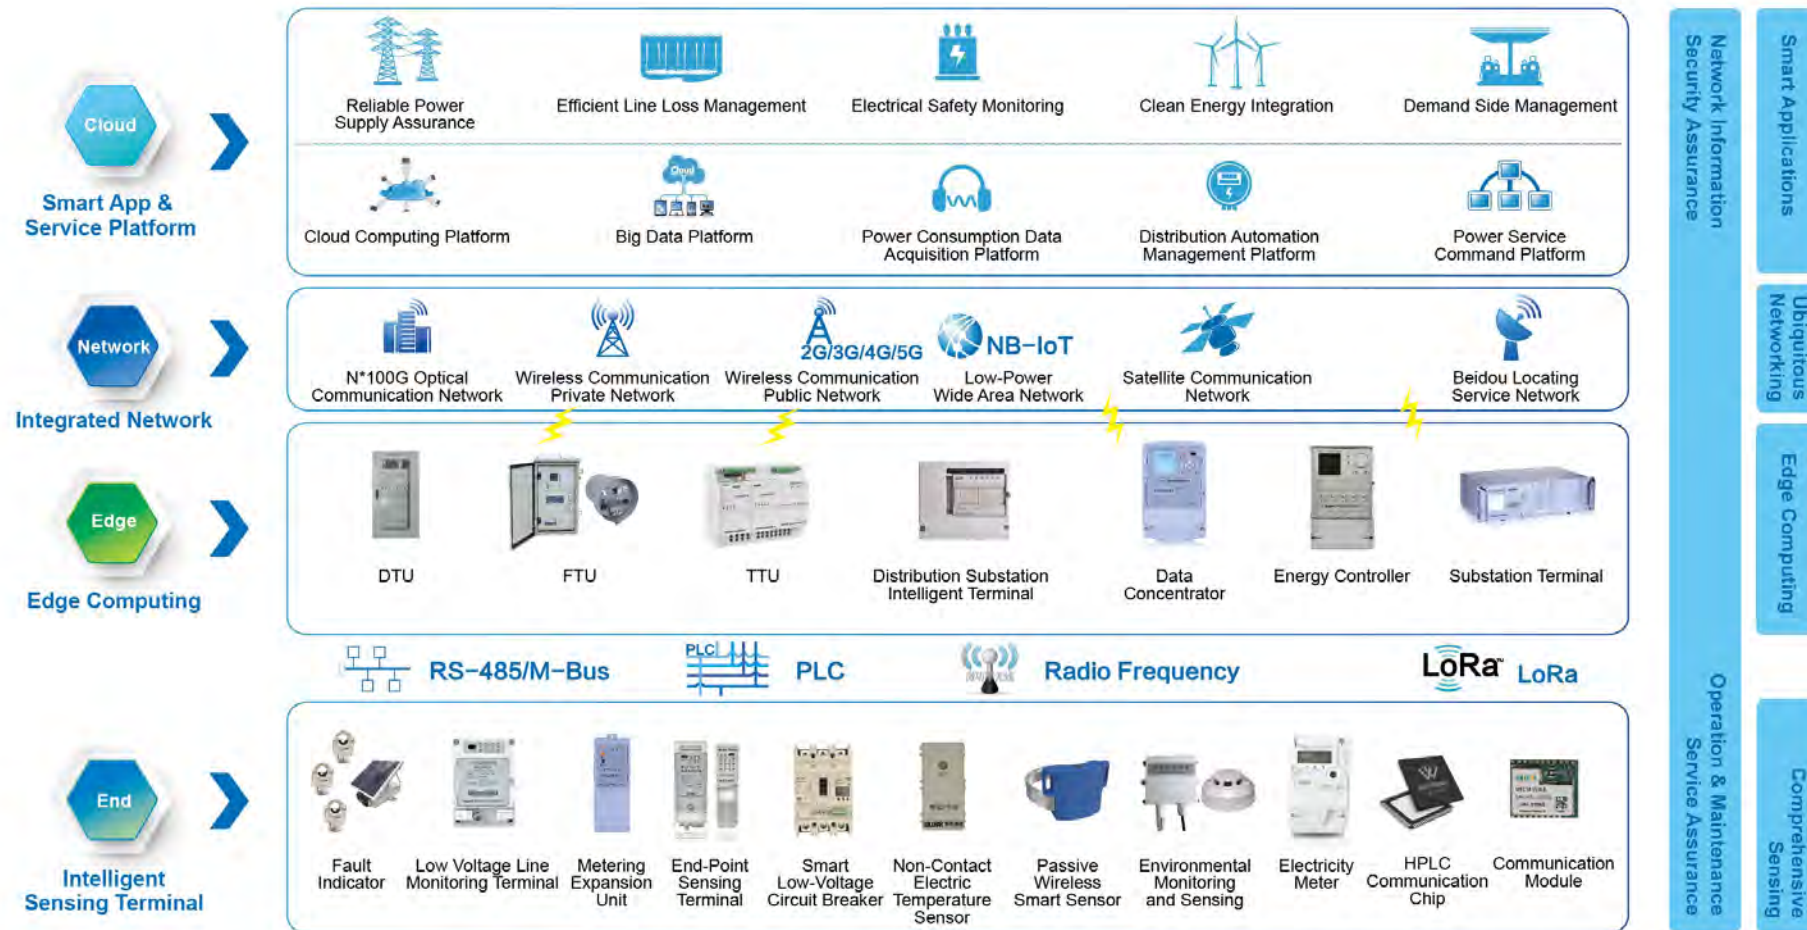 Cloud
Smart App &
Service Platform
Reliable Power
Supply Assurance
Efficient Line Loss Management
Electrical Safety Monitoring
Clean Energy Integration
Demand Side Management
Cloud
Cloud Computing Platform
Big Data Platform
Power Consumption Data
Acquisition Platform
Distribution Automation
Management Platform
Power Service
Command Platform
Network
Integrated Network
2G/3G/4G/5G
NB-IoT
N*100G Optical
Communication Network
Wireless Communication
Private Network
Wireless Communication
Public Network
Low-Power
Wide Area Network
Satellite Communication
Network
Beidou Locating
Service Network
Edge
Edge Computing
DTU
FTU
TTU
Distribution Substation
Intelligent Terminal
Data
Concentrator
Energy Controller
Substation Terminal
RS-485/M-Bus
PLC
PLC
Radio Frequency
LoRa
LoRa
End
Intelligent
Sensing Terminal
Fault
Indicator
Low Voltage Line
Monitoring Terminal
Metering
Expansion
Unit
End-Point
Sensing
Terminal
Smart
Low-Voltage
Circuit Breaker
Non-Contact
Electric
Temperature
Sensor
Passive
Wireless
Smart Sensor
Environmental
Monitoring
and Sensing
Electricity
Meter
HPLC
Communication
Chip
Communication
Module
Network Information
Security Assurance
Operation & Maintenance
Service Assurance
Smart Applications
Ubiquitous
Networking
Edge Computing
Comprehensive
Sensing